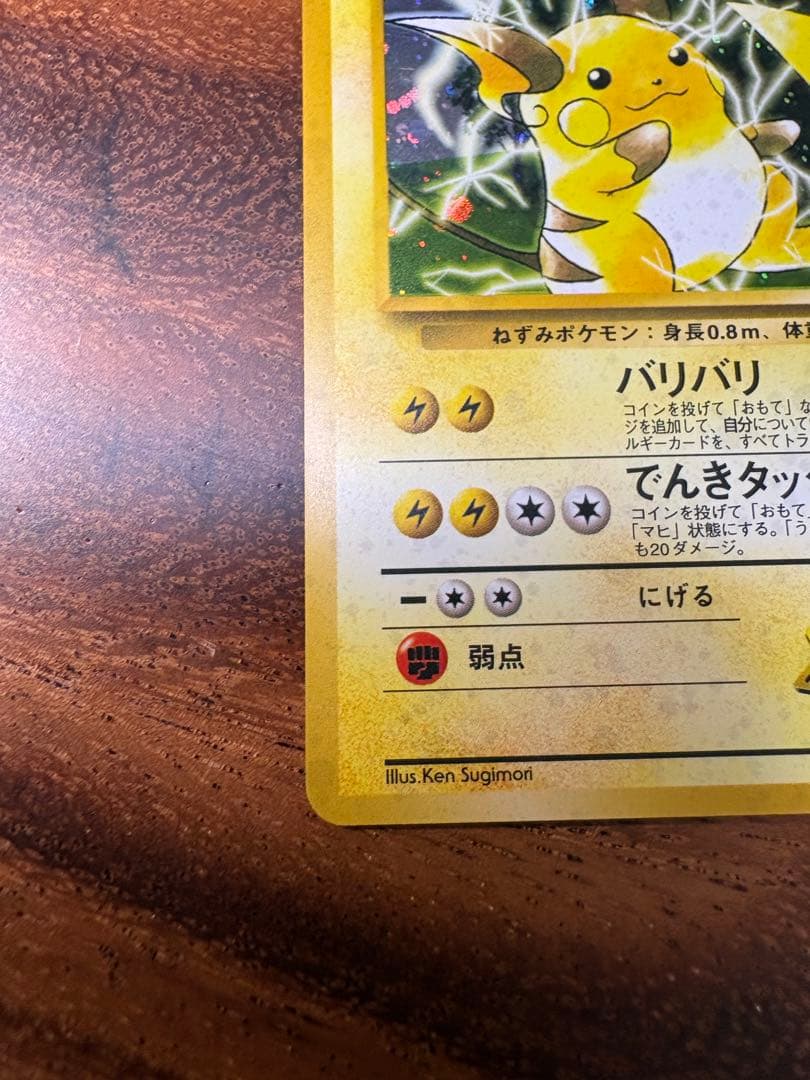 ねずみポケモン：身長0.8m、体
バリバリ
コインを投げて「おもて」な
ジを追加して、自分について
ルギーカードを、すべてトラ
でんきタッ
コインを投げて「おもて」
「マヒ」状態にする。「う
も20ダメージ。
ー にげる
弱点
Illus.Ken Sugimori